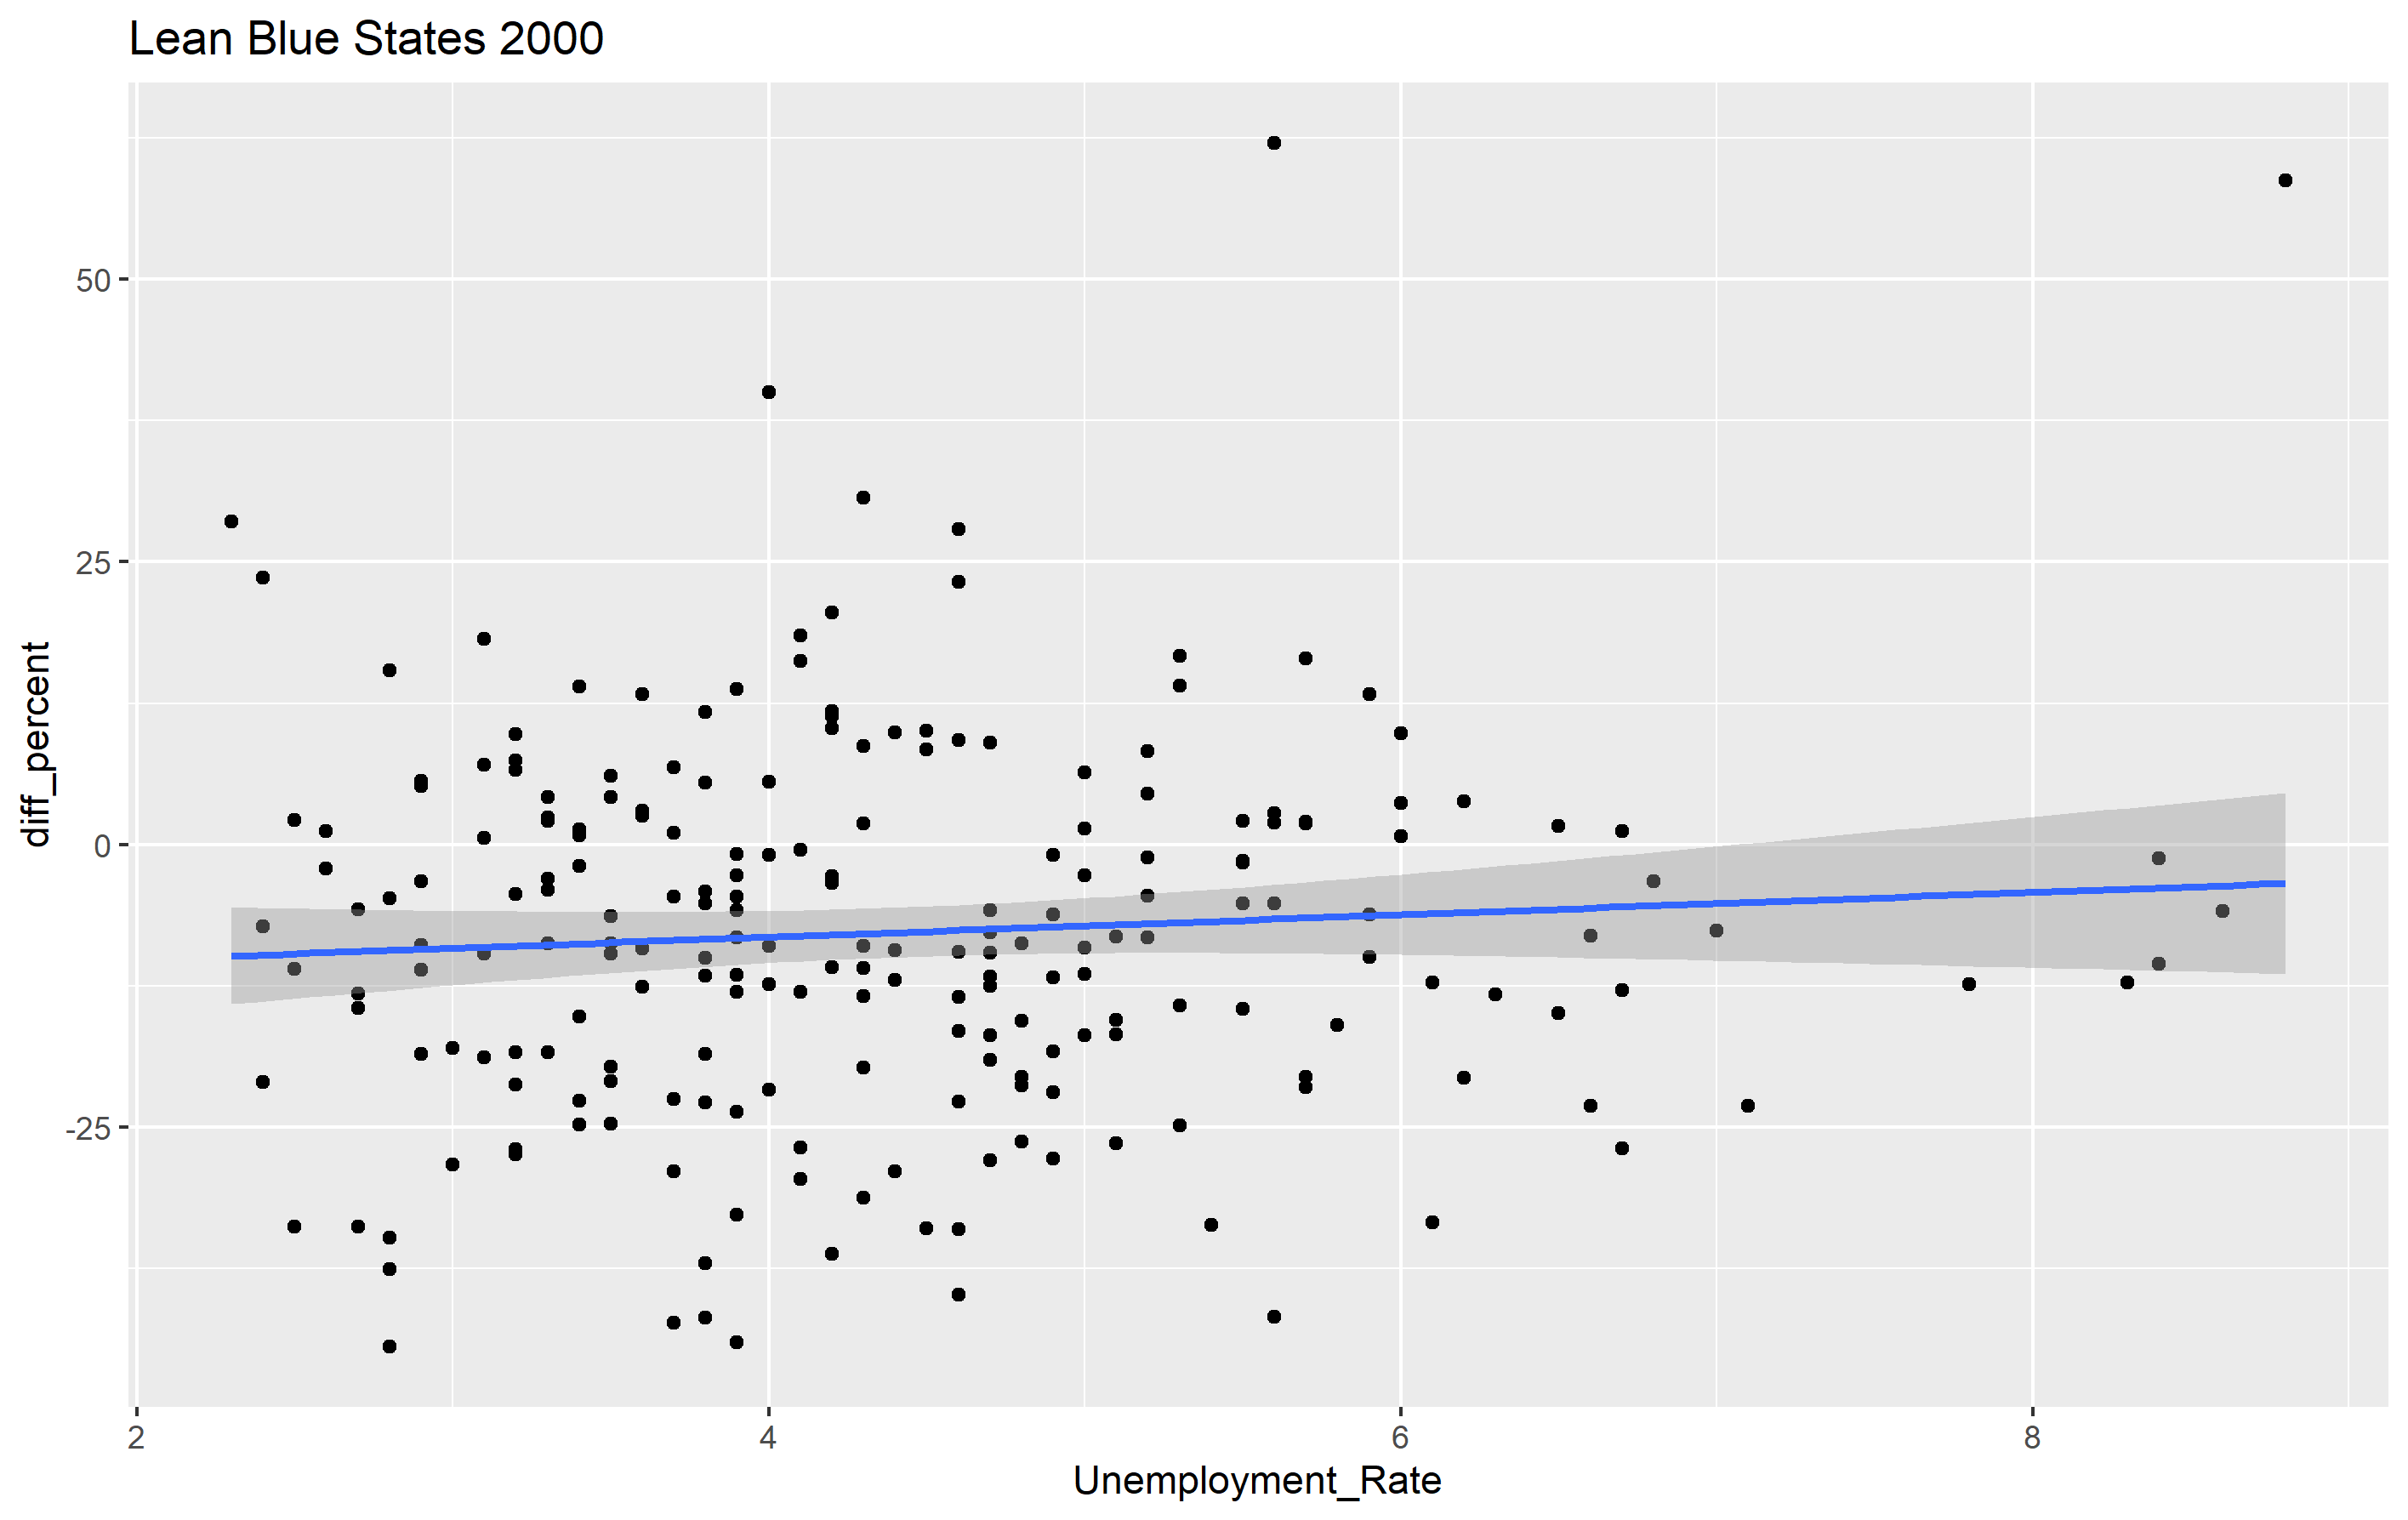 Lean Blue States 2000
diff_percent
50
25
0
-25
2 4 6 8
Unemployment_Rate